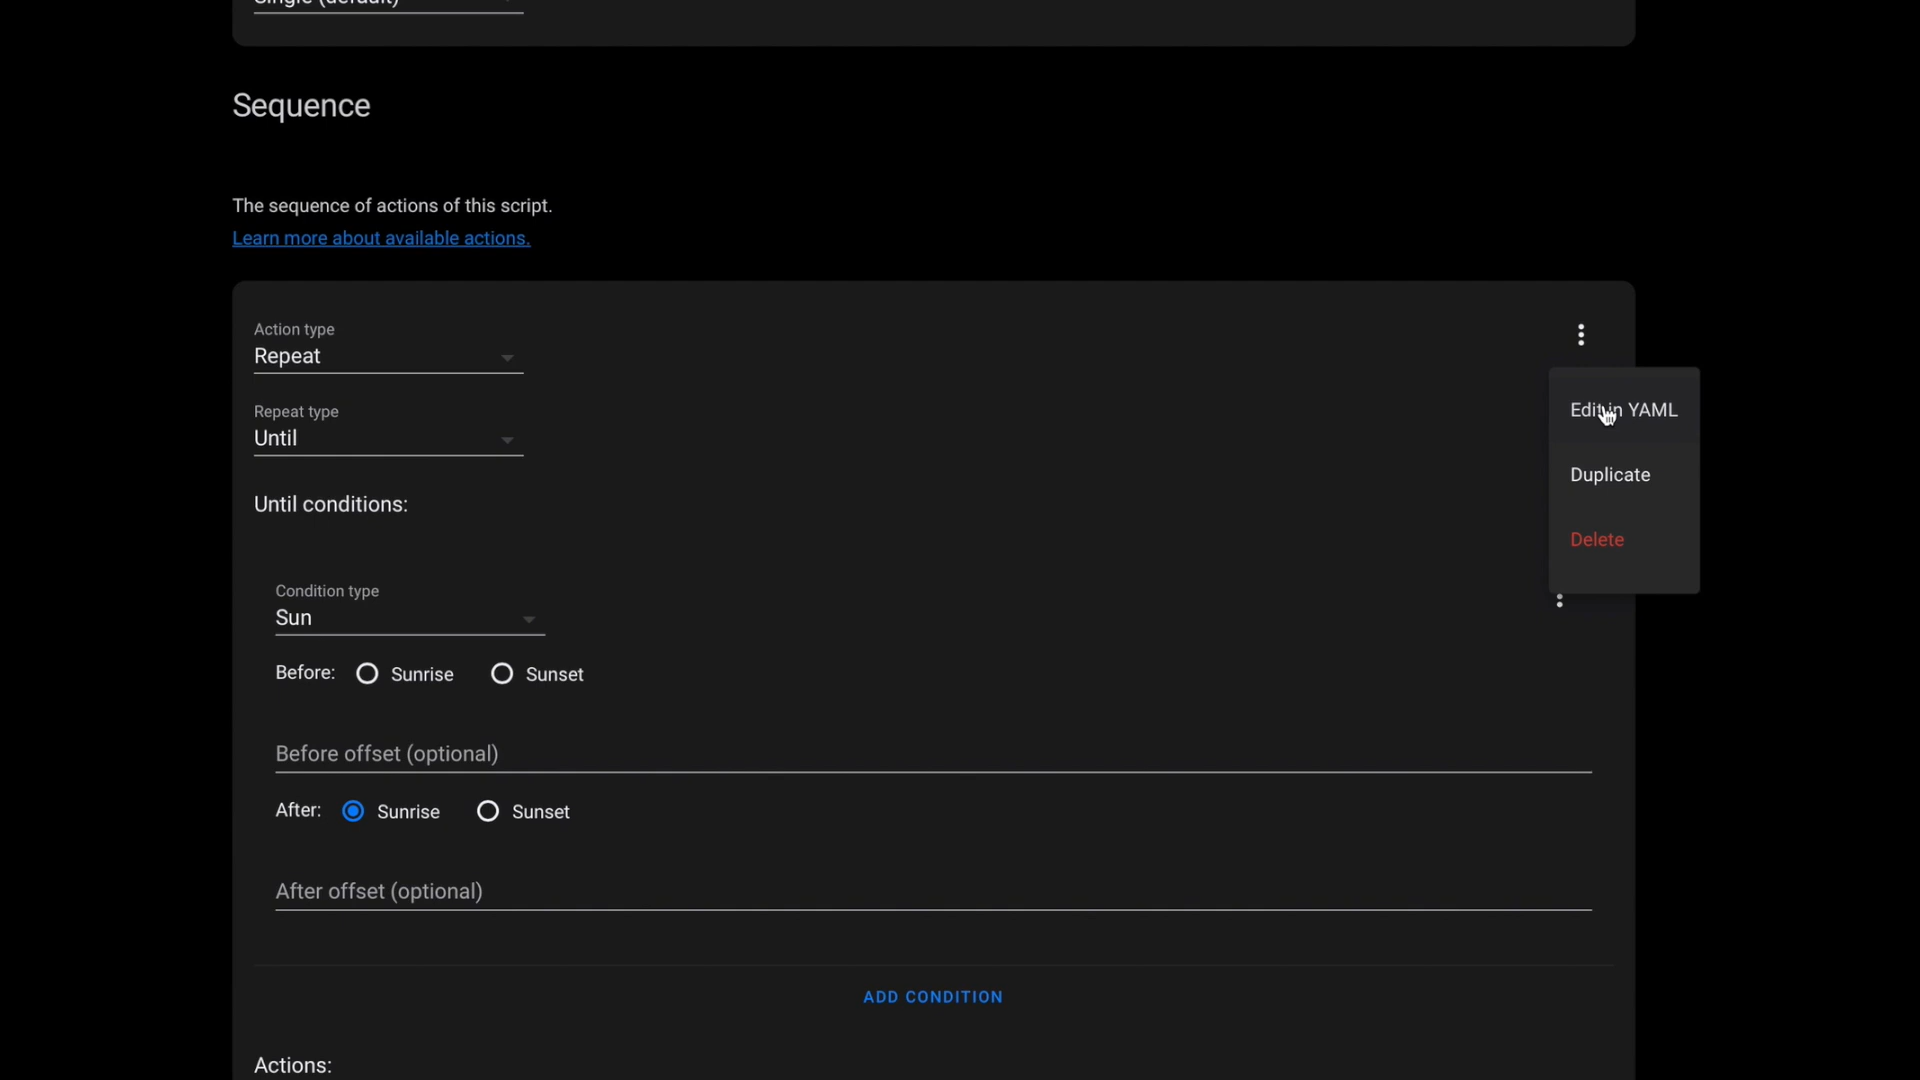 Single (default)
Sequence
The sequence of actions of this script.
Learn more about available actions.
Action type
Repeat
Repeat type
Until
Edit in YAML
Duplicate
Delete
Until conditions:
Condition type
Sun
Before: Sunrise Sunset
Before offset (optional)
After: Sunrise Sunset
After offset (optional)
ADD CONDITION
Actions: